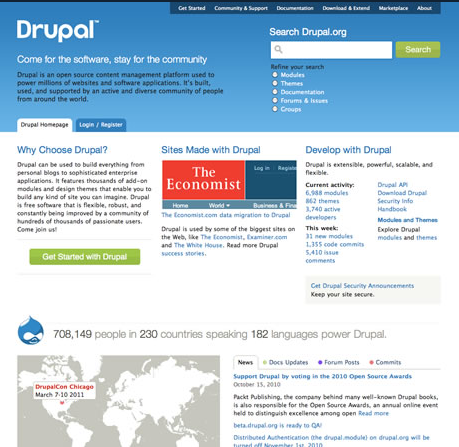 Get Started Community & Support Documentation Download & Extend Marketplace About
Drupal™
Come for the software, stay for the community
Drupal is an open source content management platform used to
power millions of websites and software applications. It's built,
used, and supported by an active and diverse community of people
from around the world.
Search Drupal.org
Search
Refine your search
Modules
Themes
Documentation
Forums & Issues
Groups
Drupal Homepage
Login / Register
Why Choose Drupal?
Drupal can be used to build everything from
personal blogs to sophisticated enterprise
applications. It features thousands of add-on
modules and design themes that enable you to
build any kind of site you can imagine. Drupal
is free software that is flexible, robust, and
constantly being improved by a community of
hundreds of thousands of passionate users.
Come join us!
Get Started with Drupal
Sites Made with Drupal
The
Economist
Log in Registe
Home World Business & Fina
The Economist.com data migration to Drupal
Drupal is used by some of the biggest sites on
the Web, like The Economist, Examiner.com
and The White House. Read more Drupal
success stories.
Develop with Drupal
Drupal is extensible, powerful, scalable, and
flexible.
Current activity:
6,988 modules
862 themes
3,740 active
developers
This week:
31 new modules
1,355 code commits
5,410 issue
comments
Drupal API
Download Drupal
Security Info
Handbook
Modules and Themes
Explore Drupal
modules and themes
Get Drupal Security Announcements
Keep your site secure.
708,149 people in 230 countries speaking 182 languages power Drupal.
DrupalCon Chicago
March 7-10 2011
News Docs Updates Forum Posts Commits
Support Drupal by voting in the 2010 Open Source Awards
October 15, 2010
Packt Publishing, the company behind many well-known Drupal books,
is also responsible for the Open Source Awards, an annual online
event held to distinguish excellence among open Read more
beta.drupal.org is ready to QA!
Distributed Authentication (the drupal.module) on drupal.org will be
turned off November 1st, 2010